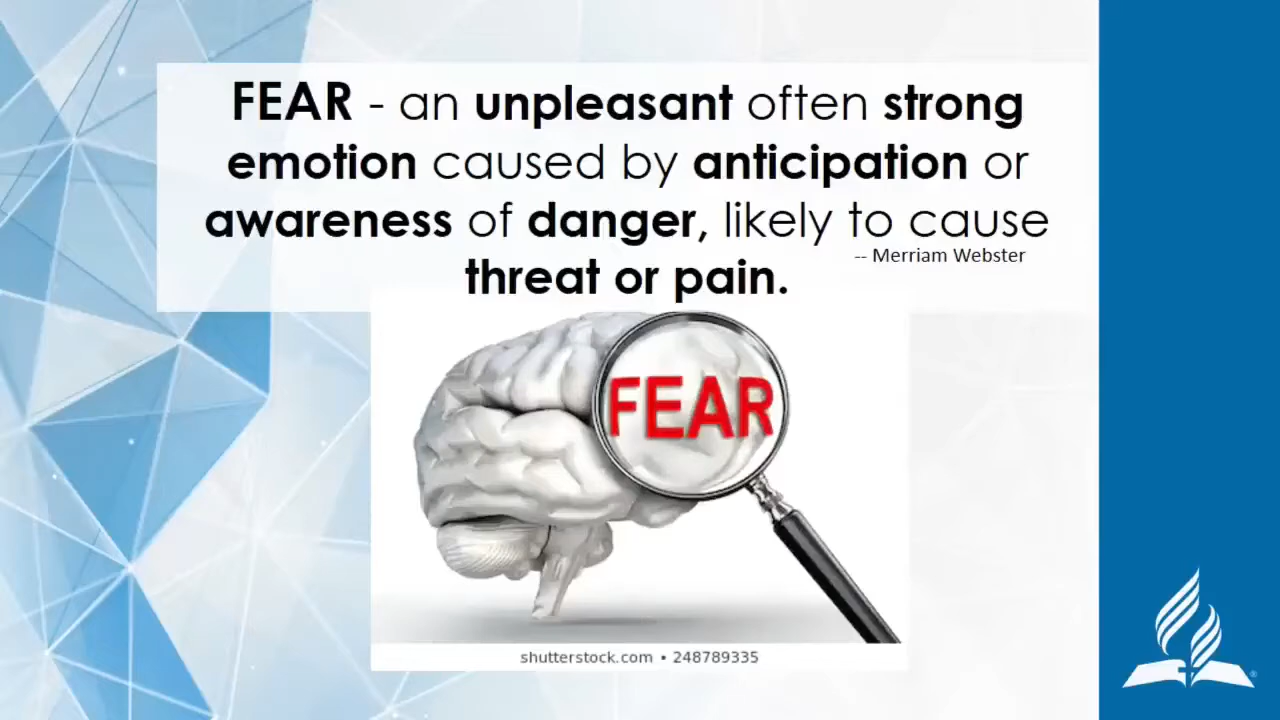 FEAR - an unpleasant often strong
emotion caused by anticipation or
awareness of danger, likely to cause
-- Merriam Webster
threat or pain.
FEAR
shutterstock.com • 248789335
®